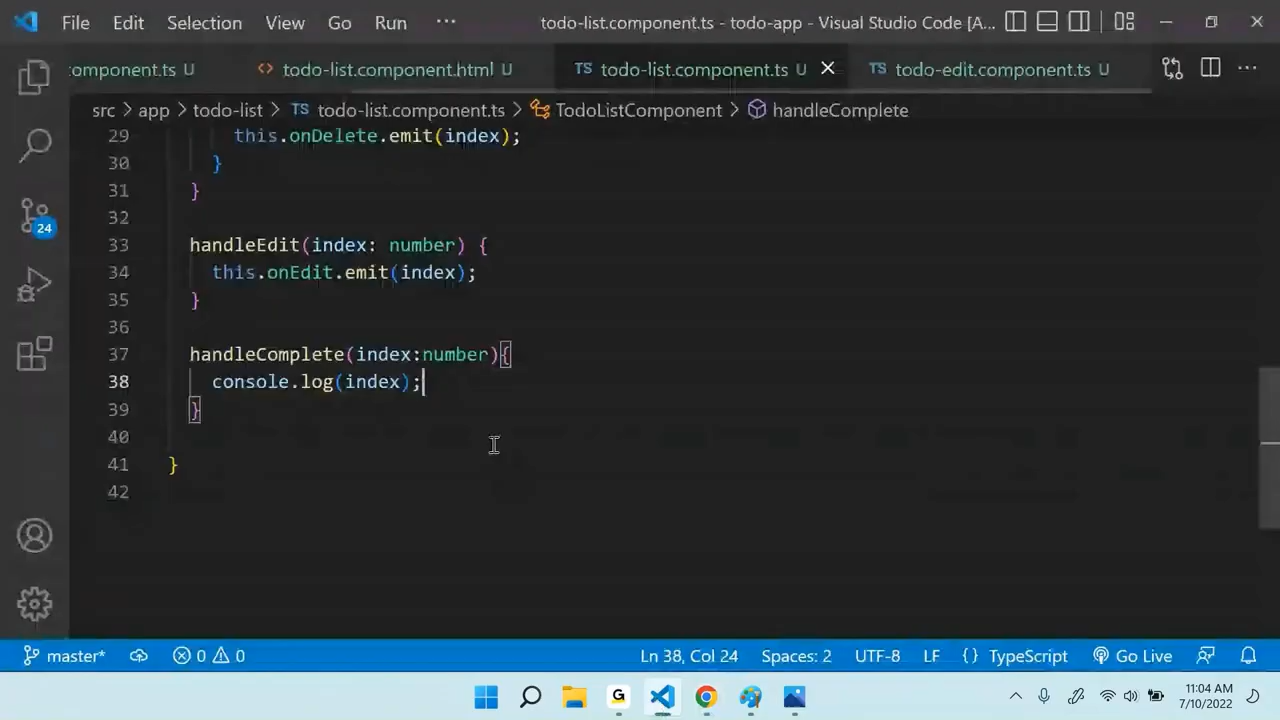 File Edit Selection View Go Run ··· todo-list.component.ts - todo-app - Visual Studio Code [A...
omponent.ts U <> todo-list.component.html U TS todo-list.component.ts U TS todo-edit.component.ts U ···
src > app > todo-list > TS todo-list.component.ts > TodoListComponent > handleComplete
29 this.onDelete.emit(index);
30 }
31 }
32
33 handleEdit(index: number) {
34 this.onEdit.emit(index);
35 }
36
37 handleComplete(index:number){
38 console.log(index);
39 }
40
41 }
42
24
master* 0 0 Ln 38, Col 24 Spaces: 2 UTF-8 LF {} TypeScript Go Live
G
11:04 AM
7/10/2022